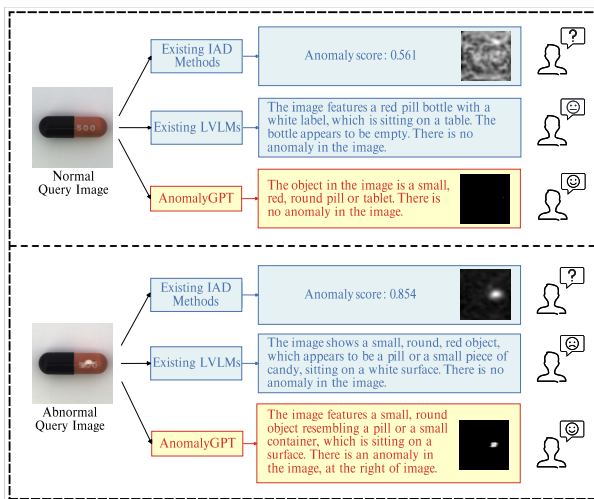 Existing IAD
Methods
Anomaly score: 0.561
?
500
Normal
Query Image
Existing LVLMs
The image features a red pill bottle with a
white label, which is sitting on a table. The
bottle appears to be empty. There is no
anomaly in the image.
AnomalyGPT
The object in the image is a small,
red, round pill or tablet. There is
no anomaly in the image.
Existing IAD
Methods
Anomaly score: 0.854
?
Abnormal
Query Image
Existing LVLMs
The image shows a small, round, red object,
which appears to be a pill or a small piece of
candy, sitting on a white surface. There is no
anomaly in the image.
AnomalyGPT
The image features a small, round
object resembling a pill or a small
container, which is sitting on a
surface. There is an anomaly in
the image, at the right of image.